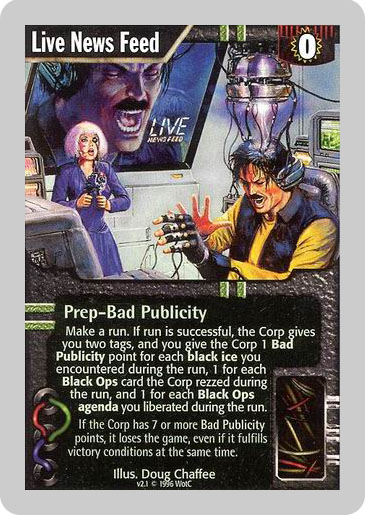 Live News Feed
0
LIVE
NEWS FEED
Prep-Bad Publicity
Make a run. If run is successful, the Corp gives
you two tags, and you give the Corp 1 Bad
Publicity point for each black ice you
encountered during the run, 1 for each
Black Ops card the Corp rezzed during
the run, and 1 for each Black Ops
agenda you liberated during the run.
If the Corp has 7 or more Bad Publicity
points, it loses the game, even if it fulfills
victory conditions at the same time.
Illus. Doug Chaffee
v2.1 © 1996 WotC